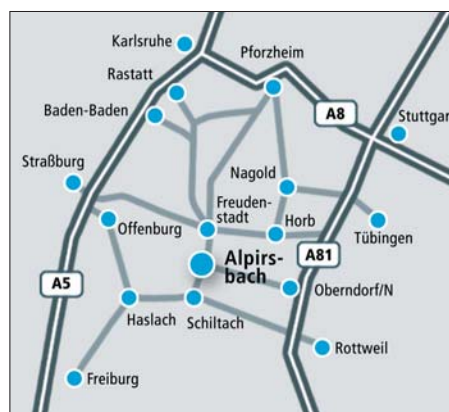 Karlsruhe
Pforzheim
Rastatt
Baden-Baden
A8
Stuttgar
Straßburg
Nagold
Freuden-
stadt
Offenburg
Horb
Tübingen
Alpirs-
bach
A81
A5
Oberndorf/N
Haslach
Schiltach
Rottweil
Freiburg